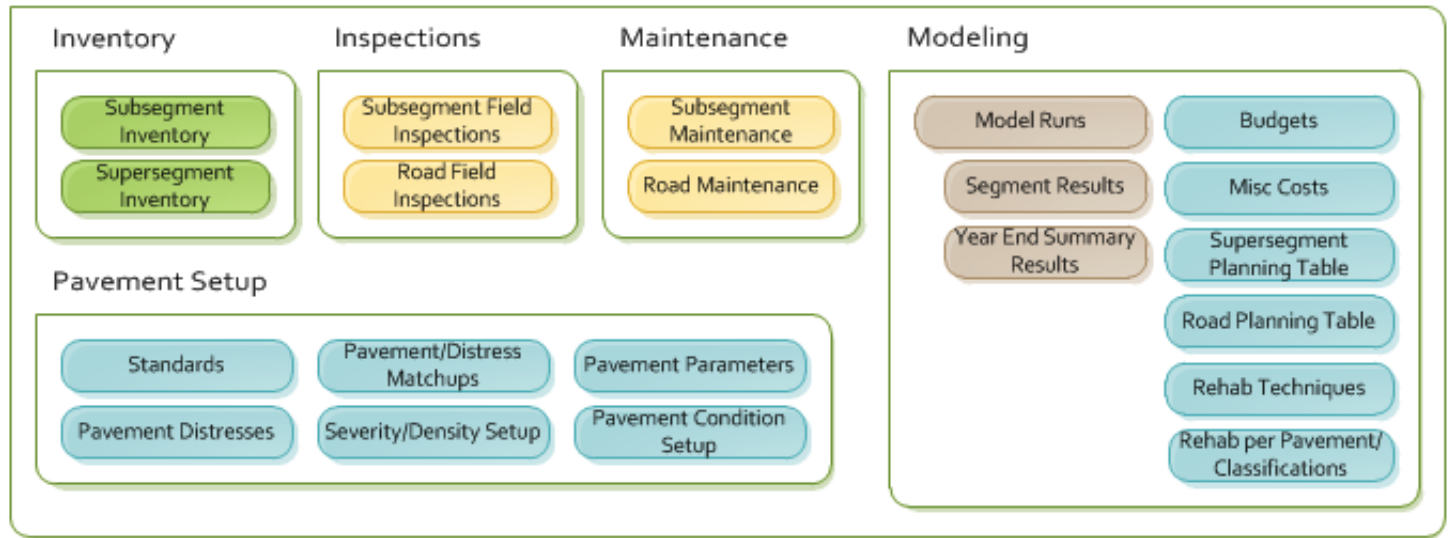 Inventory
Subsegment
Inventory
Supersegment
Inventory
Inspections
Subsegment Field
Inspections
Road Field
Inspections
Maintenance
Subsegment
Maintenance
Road Maintenance
Modeling
Model Runs
Segment Results
Year End Summary
Results
Budgets
Misc Costs
Supersegment
Planning Table
Road Planning Table
Rehab Techniques
Rehab per Pavement/
Classifications
Pavement Setup
Standards
Pavement/Distress
Matchups
Pavement Parameters
Pavement Distresses
Severity/Density Setup
Pavement Condition
Setup